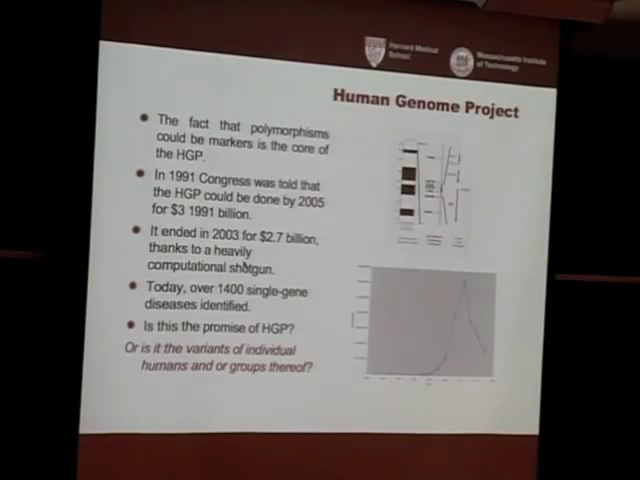 Harvard Medical
School
Massachusetts Institute
of Technology
Human Genome Project
The fact that polymorphisms
could be markers is the core of
the HGP.
In 1991 Congress was told that
the HGP could be done by 2005
for $3 1991 billion.
It ended in 2003 for $2.7 billion,
thanks to a heavily
computational shotgun.
Today, over 1400 single-gene
diseases identified.
Is this the promise of HGP?
Or is it the variants of individual
humans and or groups thereof?